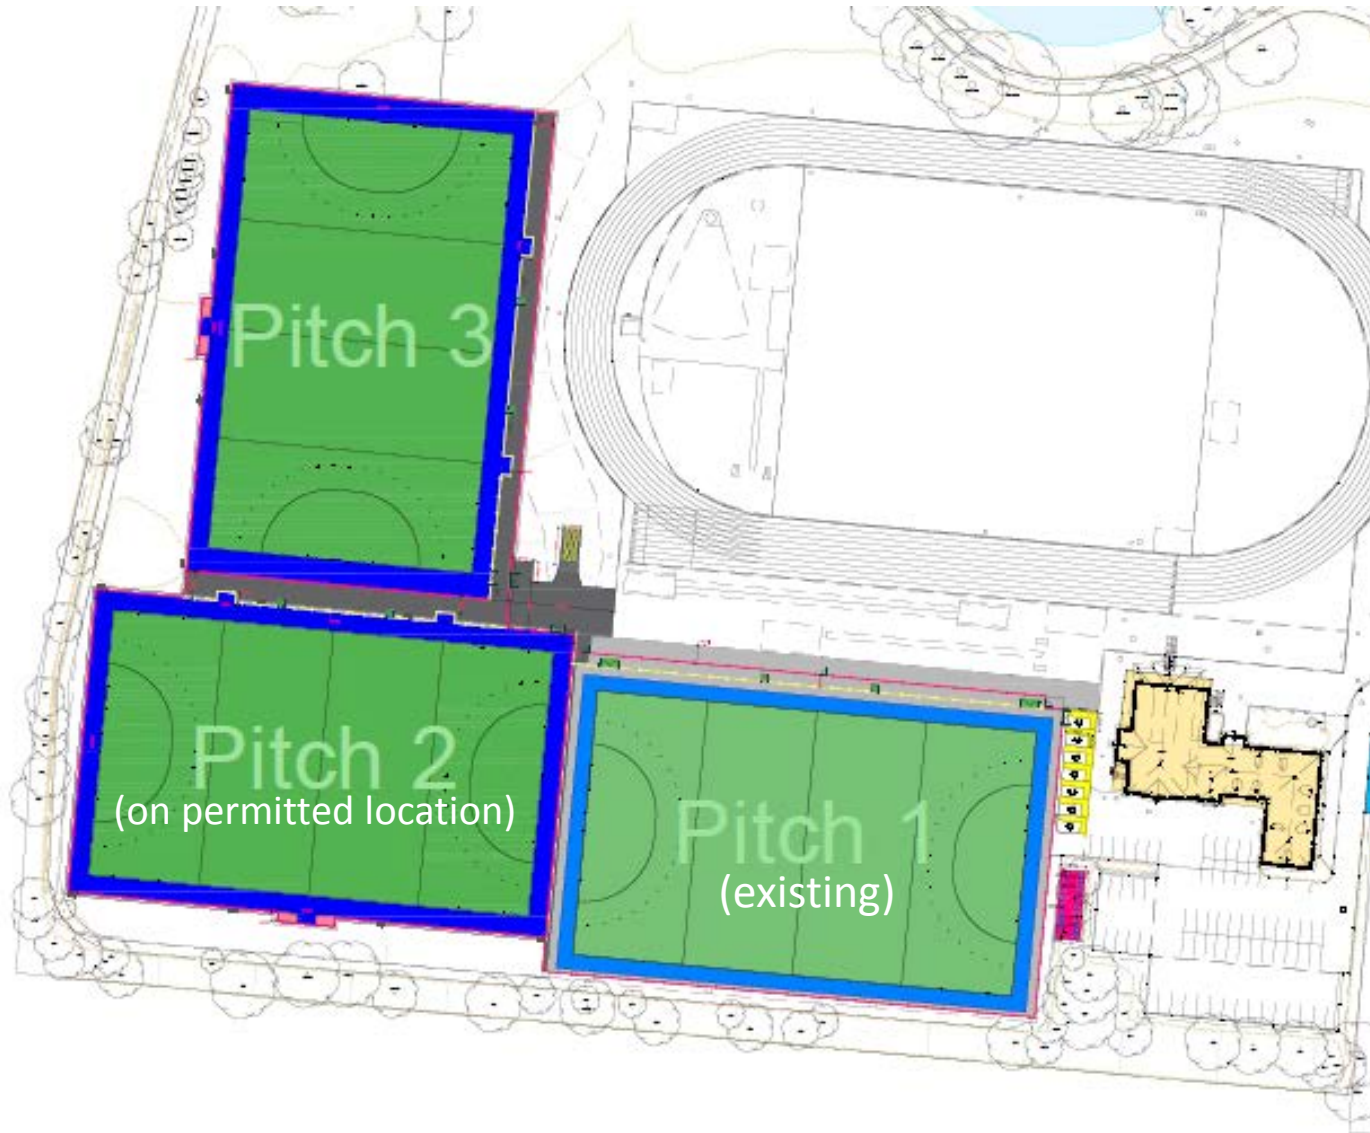 Pitch 3
Pitch 2
(on permitted location)
Pitch 1
(existing)